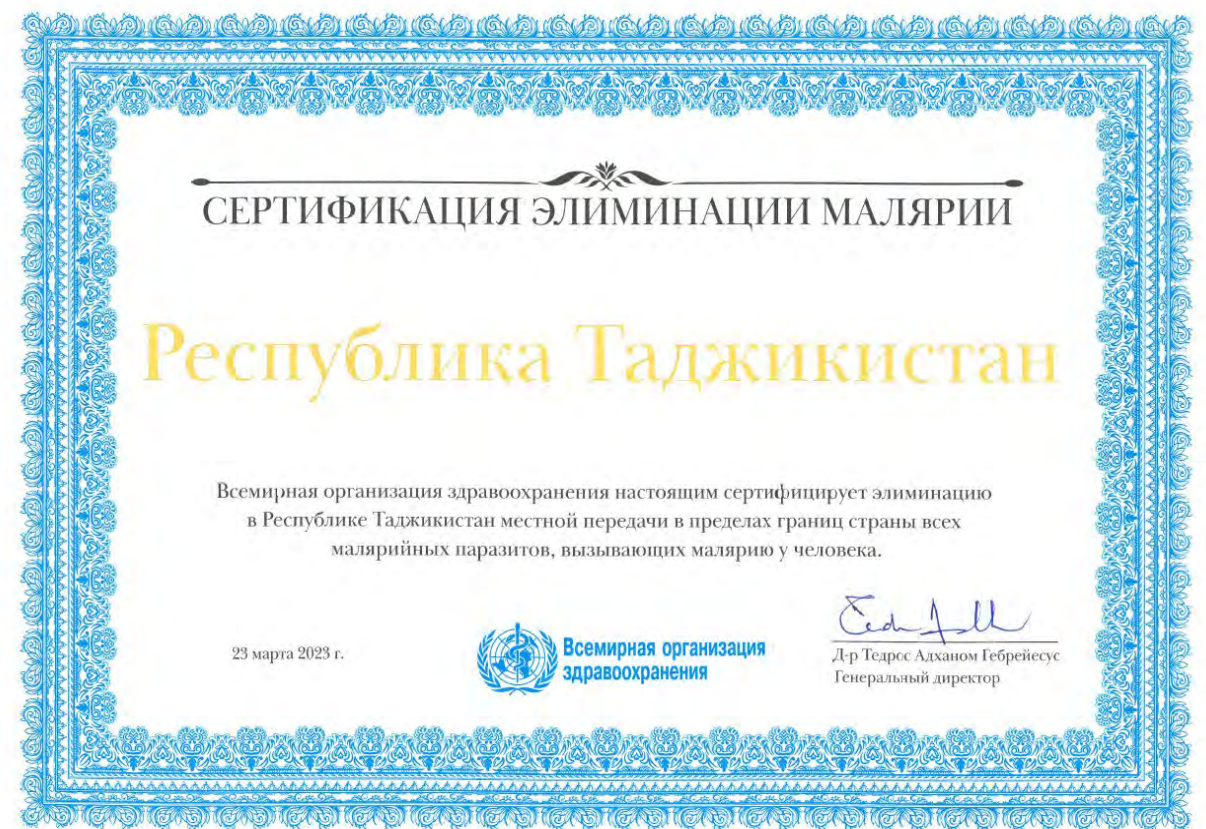 СЕРТИФИКАЦИЯ ЭЛИМИНАЦИИ МАЛЯРИИ
Республика Таджикистан
Всемирная организация здравоохранения настоящим сертифицирует элиминацию
в Республике Таджикистан местной передачи в пределах границ страны всех
малярийных паразитов, вызывающих малярию у человека.
23 марта 2023 г.
Всемирная организация
здравоохранения
Д-р Тедрос Адханом Гебрейесус
Генеральный директор